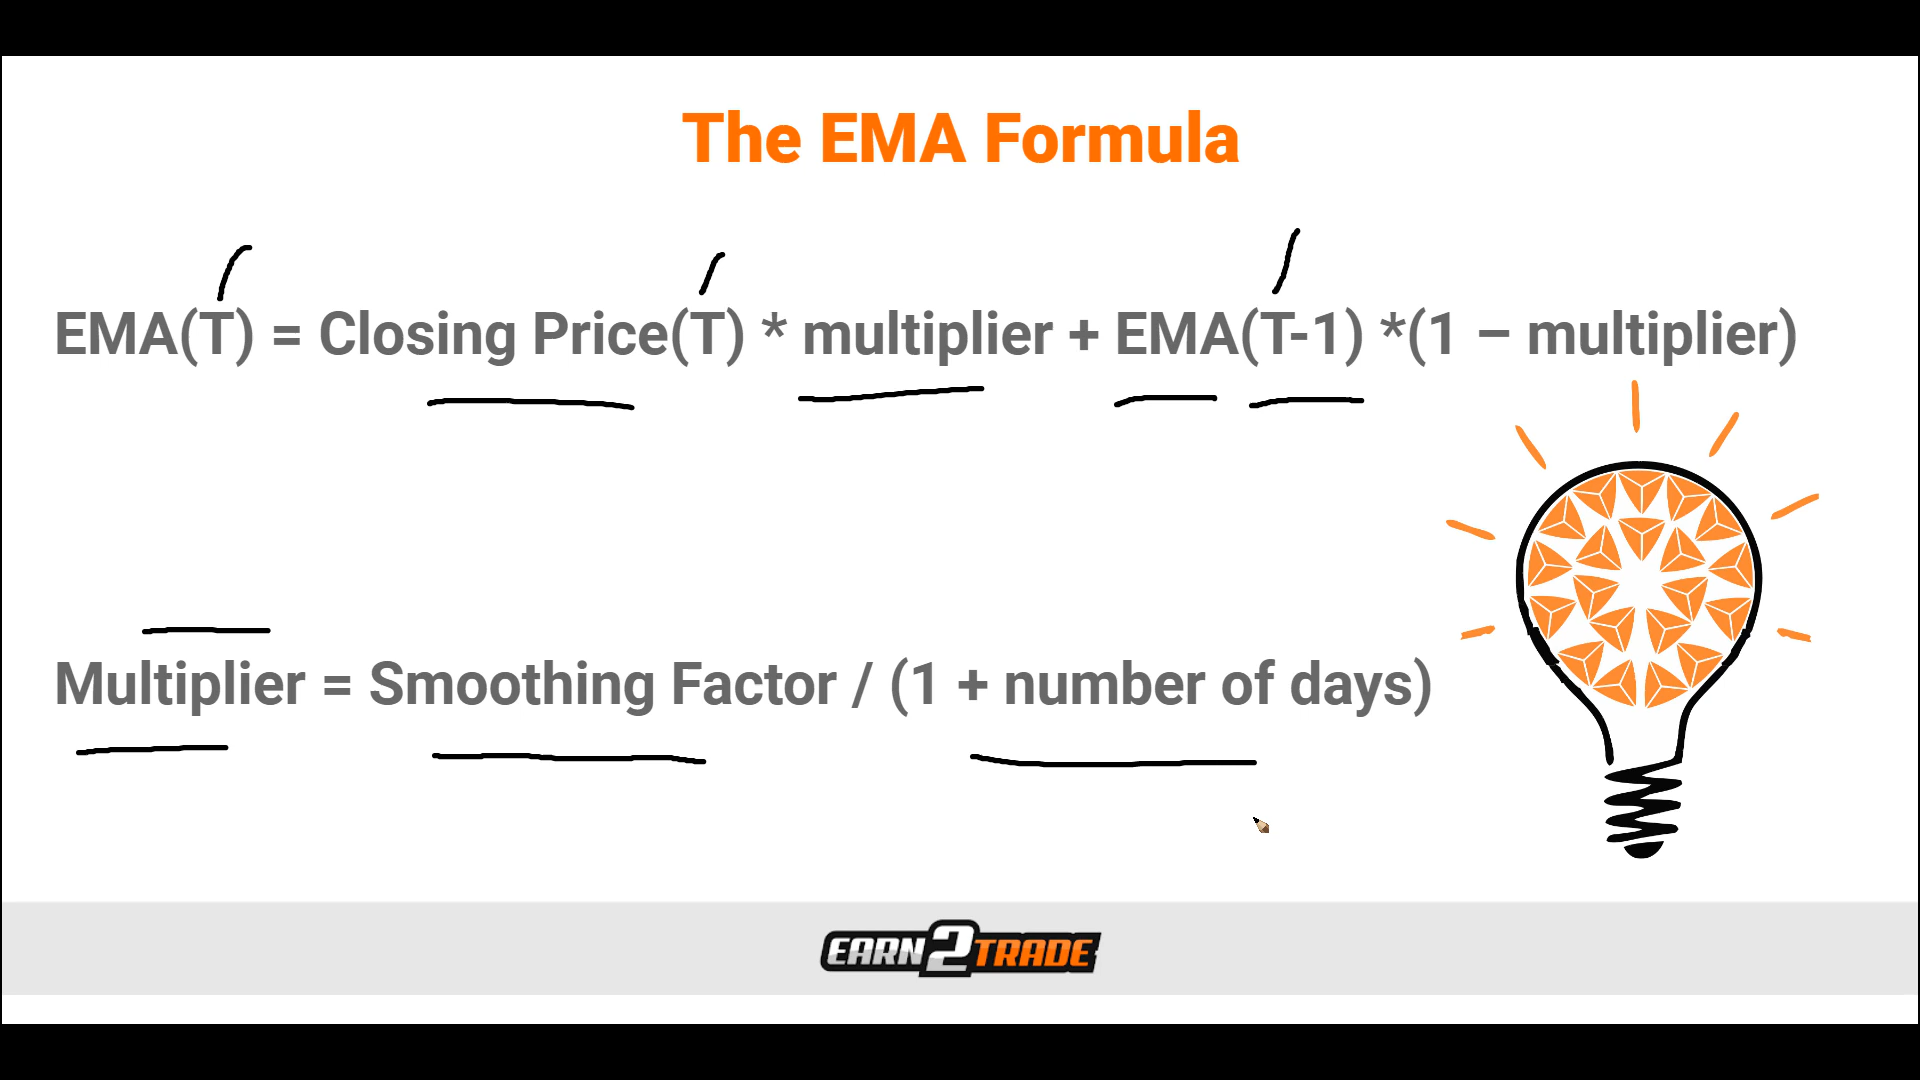 The EMA Formula
EMA(T) = Closing Price(T) * multiplier + EMA(T-1) *(1 – multiplier)
Multiplier = Smoothing Factor / (1 + number of days)
EARN2TRADE